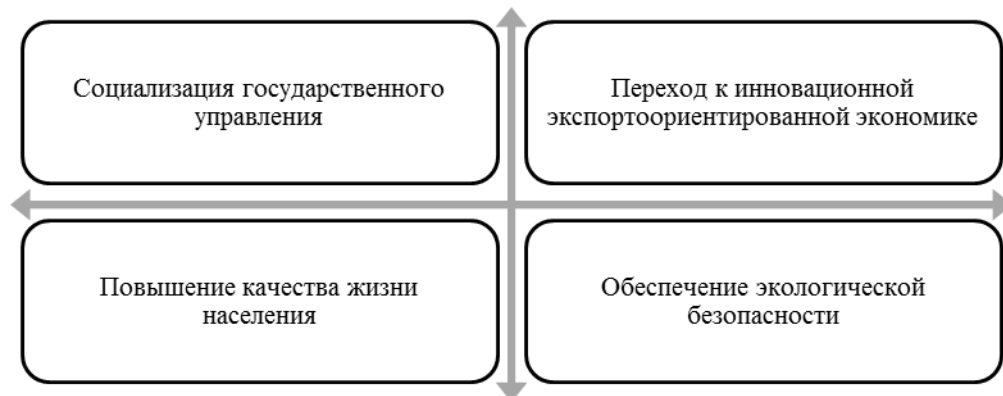 Социализация государственного
управления
Переход к инновационной
экспортоориентированной экономике
Повышение качества жизни
населения
Обеспечение экологической
безопасности